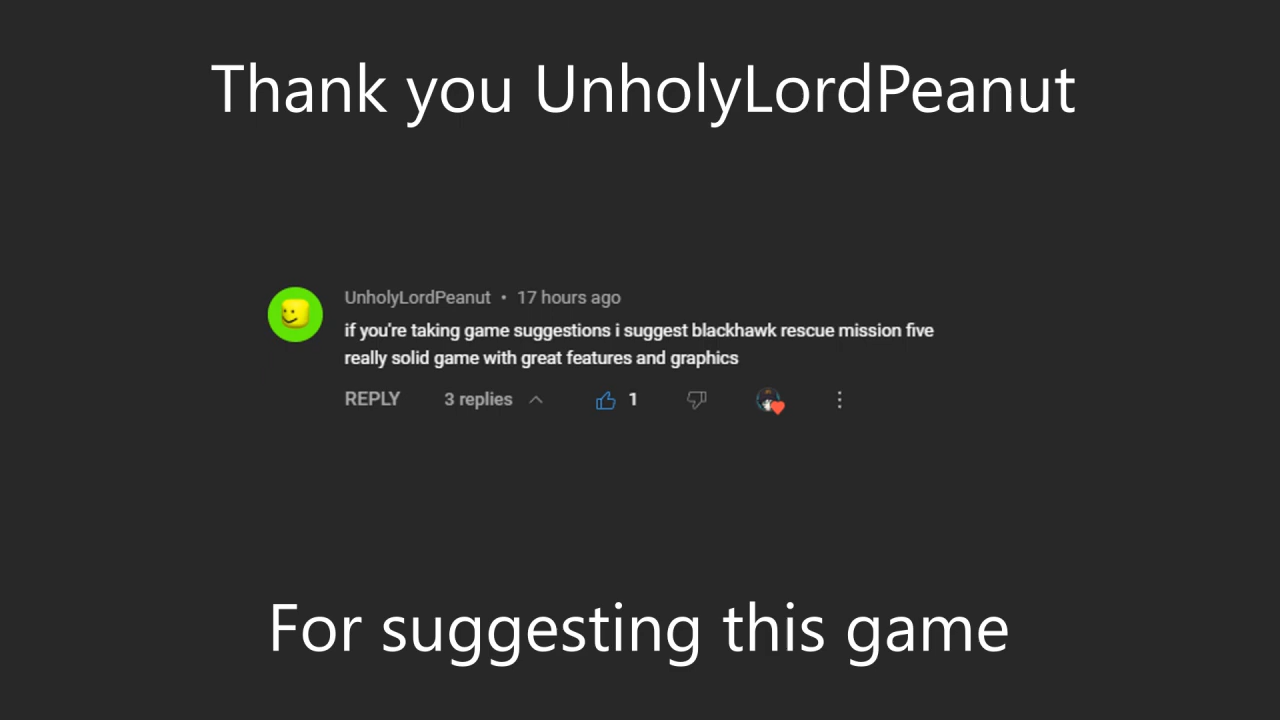 Thank you UnholyLordPeanut
UnholyLordPeanut • 17 hours ago
if you're taking game suggestions i suggest blackhawk rescue mission five
really solid game with great features and graphics
REPLY 3 replies 1
For suggesting this game